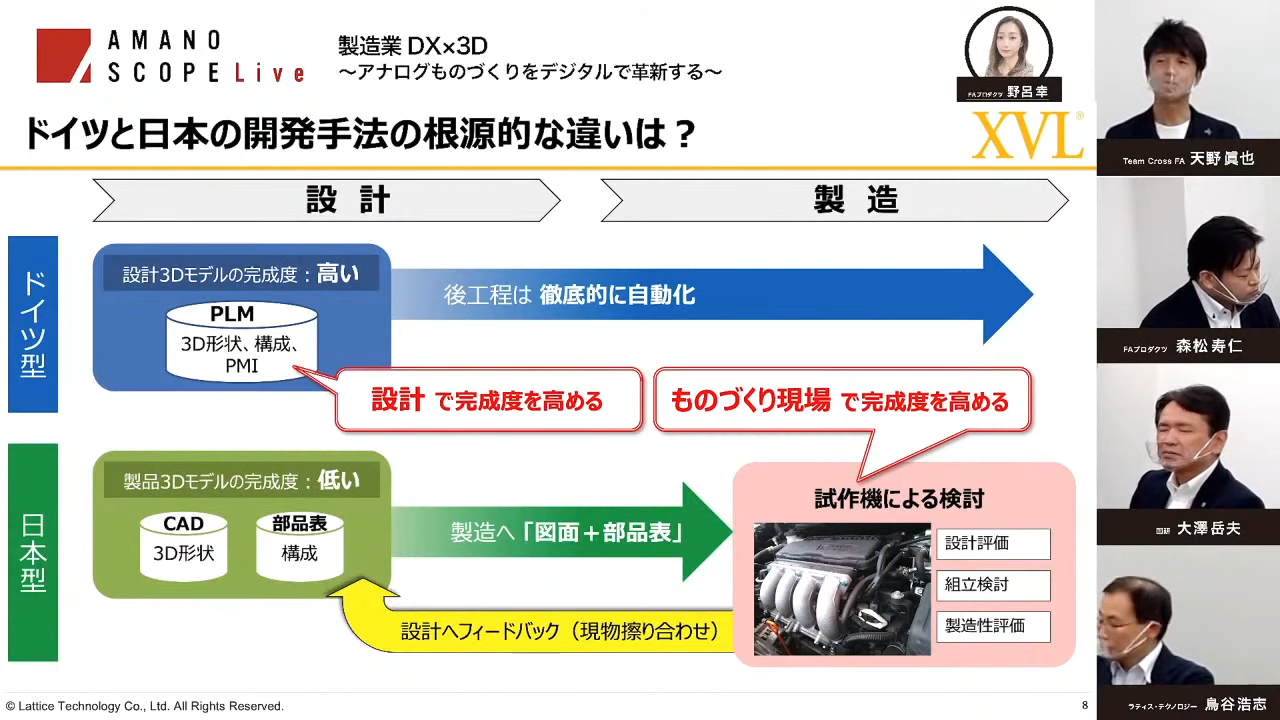 AMANO
SCOPE Live
製造業 DX×3D
～アナログものづくりをデジタルで革新する～
FAプロダクツ 野呂幸
Team Cross FA 天野眞也
ドイツと日本の開発手法の根源的な違いは？
XVL®
設 計
製 造
FAプロダクツ 森松寿仁
ドイツ型
設計3Dモデルの完成度：高い
PLM
3D形状、構成、
PMI
後工程は 徹底的に自動化
設計 で完成度を高める
ものづくり現場 で完成度を高める
国研 大澤岳夫
日本型
製品3Dモデルの完成度：低い
CAD
3D形状
部品表
構成
製造へ「図面＋部品表」
試作機による検討
設計評価
組立検討
製造性評価
設計へフィードバック（現物擦り合わせ）
© Lattice Technology Co., Ltd. All Rights Reserved.
8
ラティス・テクノロジー 鳥谷浩志